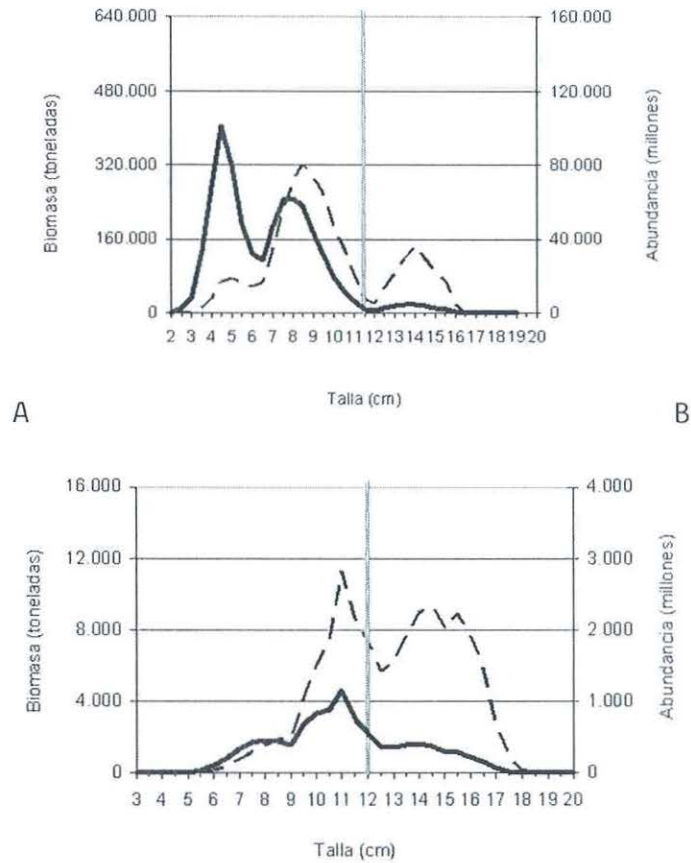 640.000
160.000
480.000
120.000
320.000
80.000
160.000
40.000
0
0
Biomasa (toneladas)
Abundancia (millones)
2 3 4 5 6 7 8 9 10 11 12 13 14 15 16 17 18 19 20
Talla (cm)
A
B
16.000
4.000
12.000
3.000
8.000
2.000
4.000
1.000
0
0
Biomasa (toneladas)
Abundancia (millones)
3 4 5 6 7 8 9 10 11 12 13 14 15 16 17 18 19 20
Talla (cm)